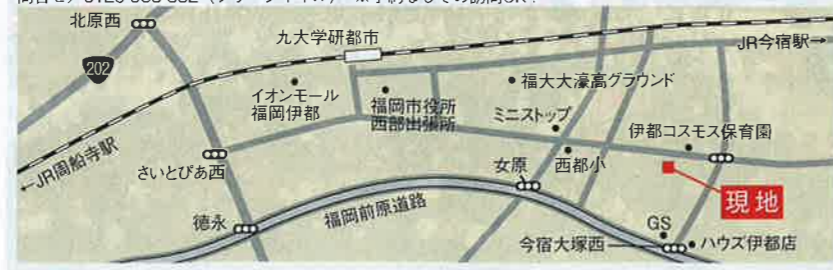 北原西
九大学研都市
JR今宿駅→
202
イオンモール
福岡伊都
福岡市役所
西部出張所
福大大濠高グラウンド
ミニストップ
伊都コスモス保育園
←JR周船寺駅
さいとぴあ西
女原
西都小
現地
徳永
福岡前原道路
GS
今宿大塚西
ハウズ伊都店